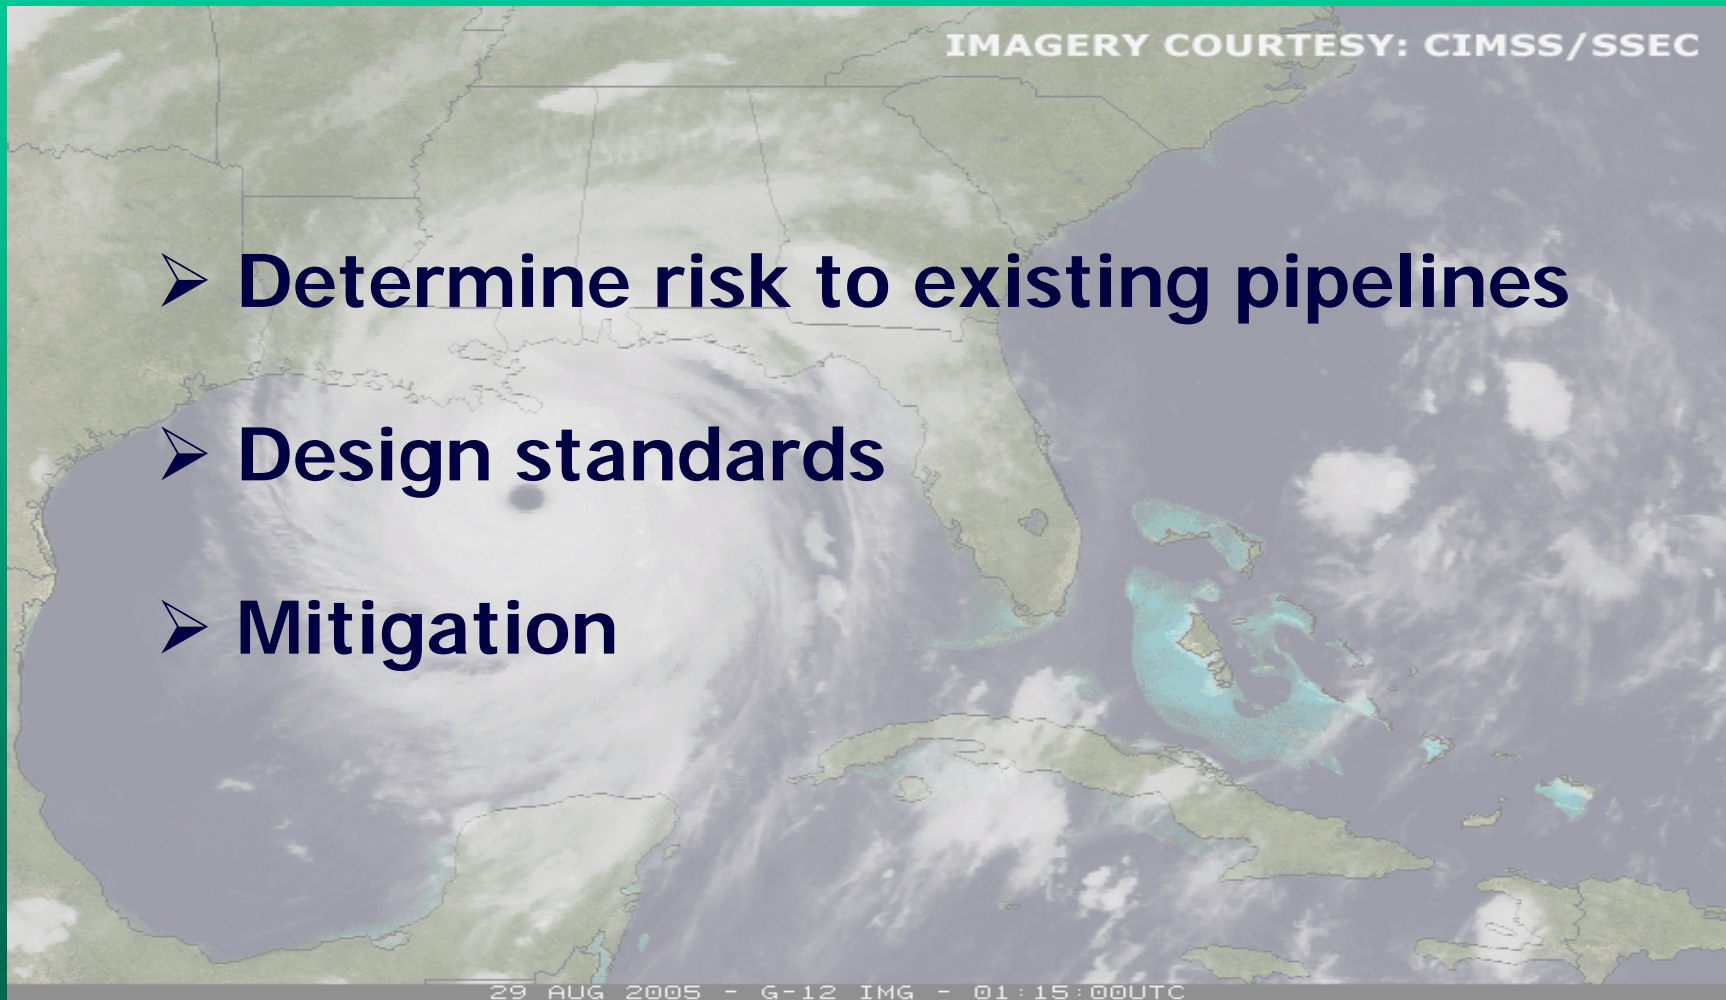 IMAGERY COURTESY: CIMSS/SSEC
➢ Determine risk to existing pipelines
➢ Design standards
➢ Mitigation
29 AUG 2005 - G-12 IMG - 01:15:00UTC